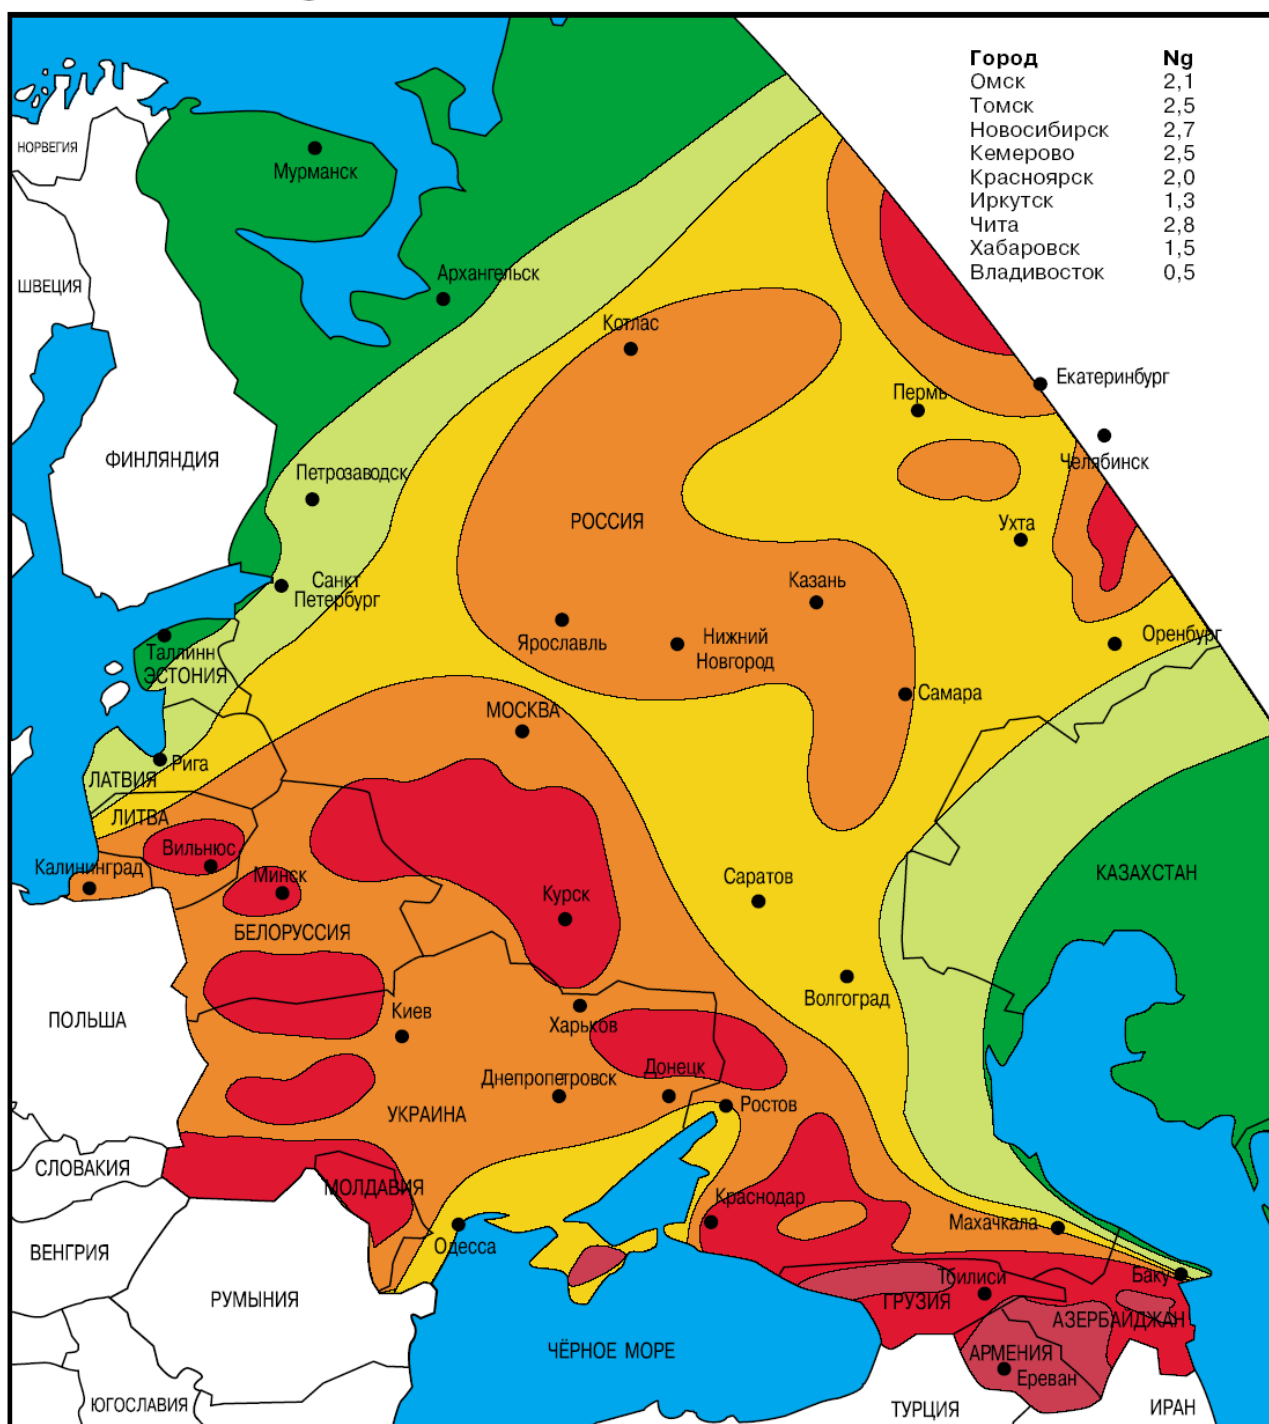 Город Ng
Омск 2,1
Томск 2,5
Новосибирск 2,7
Кемерово 2,5
Красноярск 2,0
Иркутск 1,3
Чита 2,8
Хабаровск 1,5
Владивосток 0,5
НОРВЕГИЯ
Мурманск
ШВЕЦИЯ
Архангельск
Котлас
Екатеринбург
Пермь
ФИНЛЯНДИЯ
Челябинск
Петрозаводск
РОССИЯ
Ухта
Санкт
Петербург
Казань
Ярославль
Нижний
Новгород
Оренбург
Таллинн
ЭСТОНИЯ
Самара
МОСКВА
Рига
ЛАТВИЯ
ЛИТВА
Вильнюс
Калининград
Минск
Курск
Саратов
КАЗАХСТАН
БЕЛОРУССИЯ
Волгоград
ПОЛЬША
Киев
Харьков
Донецк
Днепропетровск
Ростов
УКРАИНА
СЛОВАКИЯ
МОЛДАВИЯ
Краснодар
Махачкала
ВЕНГРИЯ
Одесса
Тбилиси
Баку
РУМЫНИЯ
ГРУЗИЯ
АЗЕРБАЙДЖАН
ЧЁРНОЕ МОРЕ
АРМЕНИЯ
Ереван
ЮГОСЛАВИЯ
ТУРЦИЯ
ИРАН